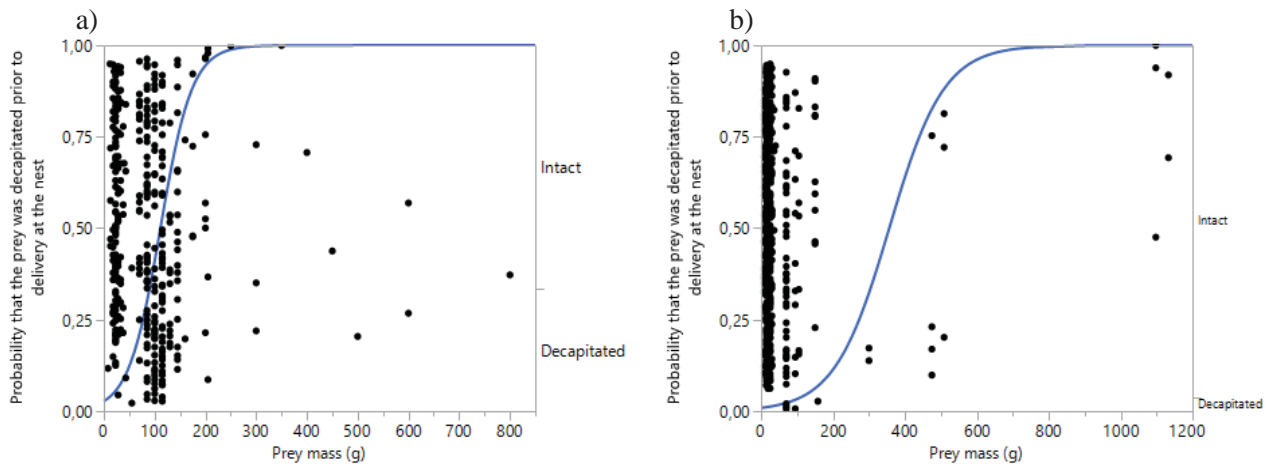 a)
Probability that the prey was decapitated prior to
delivery at the nest
1,00
0,75
0,50
0,25
0,00
0 100 200 300 400 500 600 700 800
Prey mass (g)
Intact
Decapitated
b)
Probability that the prey was decapitated prior to
delivery at the nest
1,00
0,75
0,50
0,25
0,00
0 200 400 600 800 1000 1200
Prey mass (g)
Intact
Decapitated